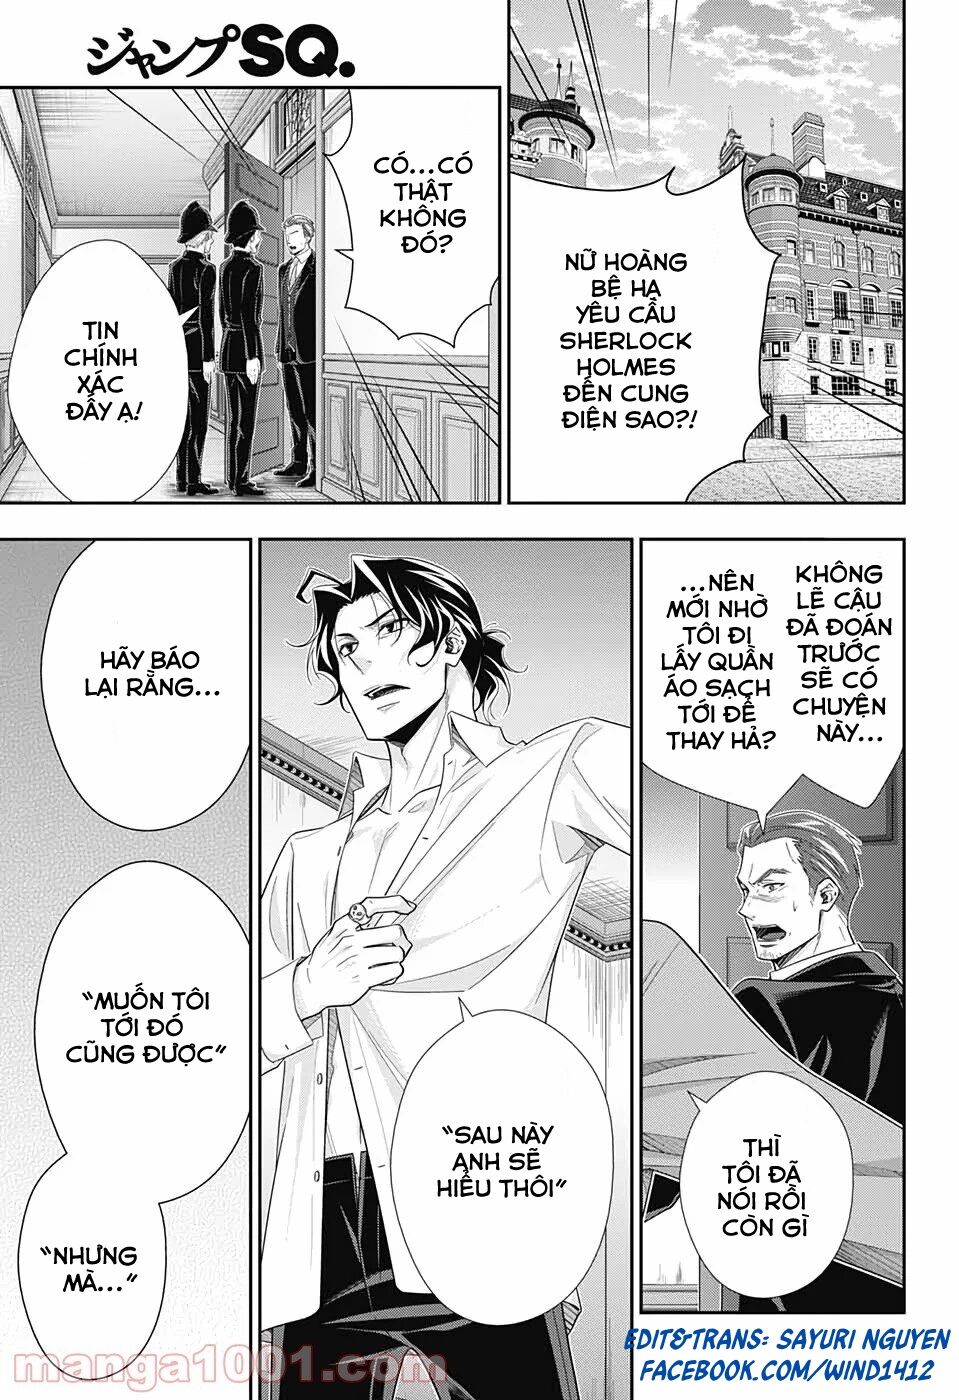 ジャンプSQ.
NỮ HOÀNG
BỆ HẠ
YÊU CẦU
SHERLOCK
HOLMES
ĐẾN CUNG
ĐIỆN SAO?!
CÓ...CÓ
THẬT
KHÔNG
ĐÓ?
TIN
CHÍNH
XÁC
ĐẤY Ạ!
KHÔNG
LẼ CẬU
ĐÃ ĐOÁN
TRƯỚC
SẼ CÓ
CHUYỆN
NÀY...
...NÊN
MỚI NHỜ
TÔI ĐI
LẤY QUẦN
ÁO SẠCH
TỚI ĐỂ
THAY HẢ?
THÌ
TÔI ĐÃ
NÓI RỒI
CÒN GÌ
“SAU NÀY
ANH SẼ
HIỂU THÔI”
HÃY BÁO
LẠI RẰNG...
“MUỐN TÔI
TỚI ĐÓ
CŨNG ĐƯỢC”
“NHƯNG
MÀ...”
EDIT&TRANS: SAYURI NGUYEN
FACEBOOK.COM/WIND1412
manga1001.com